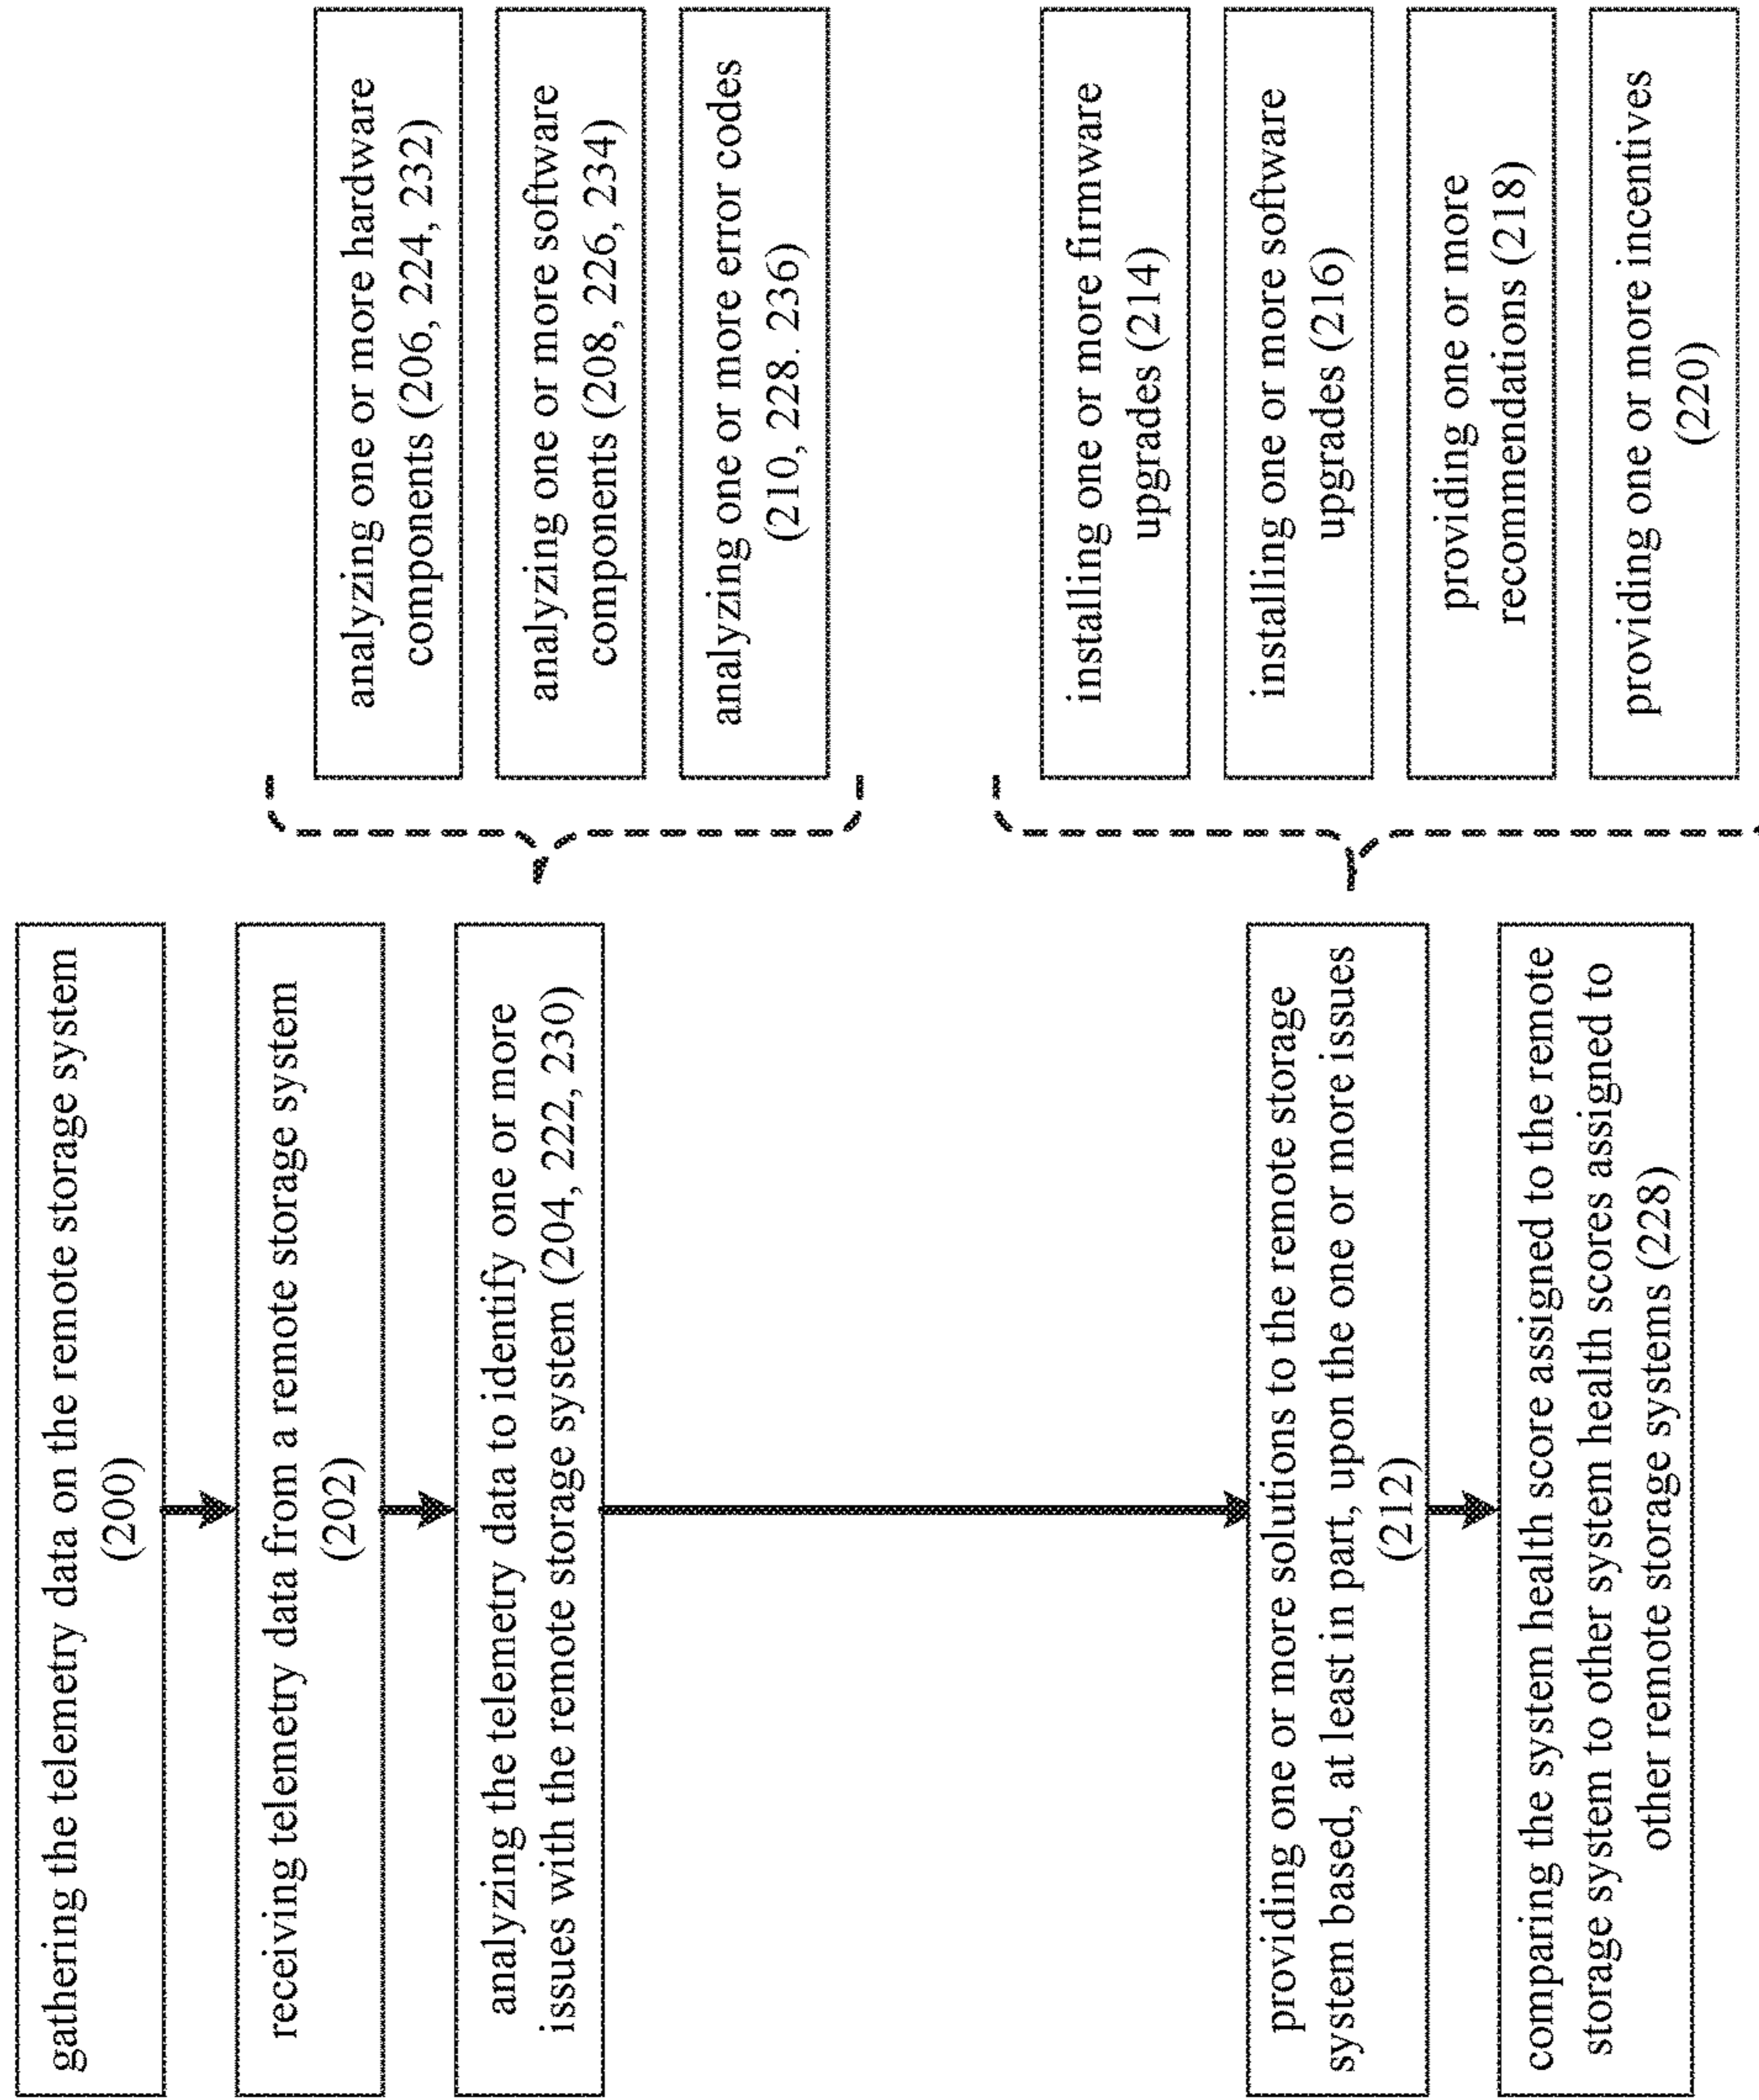 gathering the telemetry data on the remote storage system
(200)
receiving telemetry data from a remote storage system
(202)
analyzing the telemetry data to identify one or more
issues with the remote storage system (204, 222, 230)
analyzing one or more hardware
components (206, 224, 232)
analyzing one or more software
components (208, 226, 234)
analyzing one or more error codes
(210, 228. 236)
providing one or more solutions to the remote storage
system based, at least in part, upon the one or more issues
(212)
installing one or more firmware
upgrades (214)
installing one or more software
upgrades (216)
providing one or more
recommendations (218)
providing one or more incentives
(220)
comparing the system health score assigned to the remote
storage system to other system health scores assigned to
other remote storage systems (228)